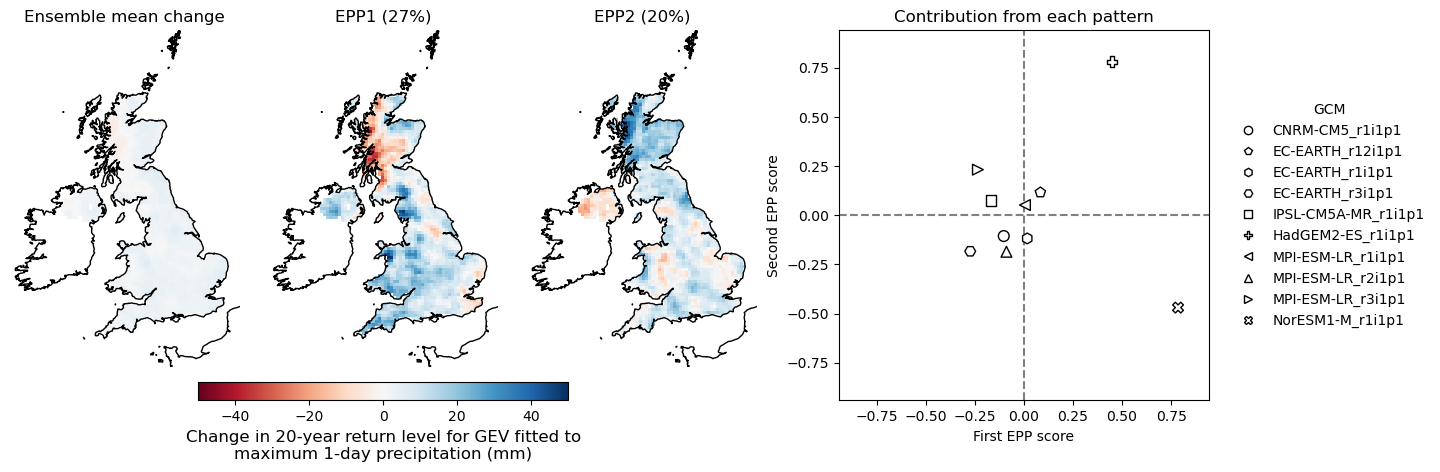 Ensemble mean change
EPP1 (27%)
EPP2 (20%)
Contribution from each pattern
−40
−20
0
20
40
Change in 20-year return level for GEV fitted to
maximum 1-day precipitation (mm)
Second EPP score
0.75
0.50
0.25
0.00
−0.25
−0.50
−0.75
−0.75
−0.50
−0.25
0.00
0.25
0.50
0.75
First EPP score
GCM
CNRM-CM5_r1i1p1
EC-EARTH_r12i1p1
EC-EARTH_r1i1p1
EC-EARTH_r3i1p1
IPSL-CM5A-MR_r1i1p1
HadGEM2-ES_r1i1p1
MPI-ESM-LR_r1i1p1
MPI-ESM-LR_r2i1p1
MPI-ESM-LR_r3i1p1
NorESM1-M_r1i1p1